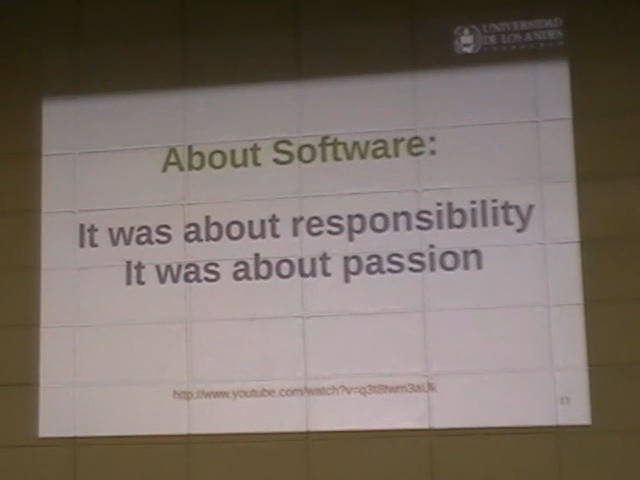 UNIVERSIDAD
DE LOS ANDES
About Software:
It was about responsibility
It was about passion